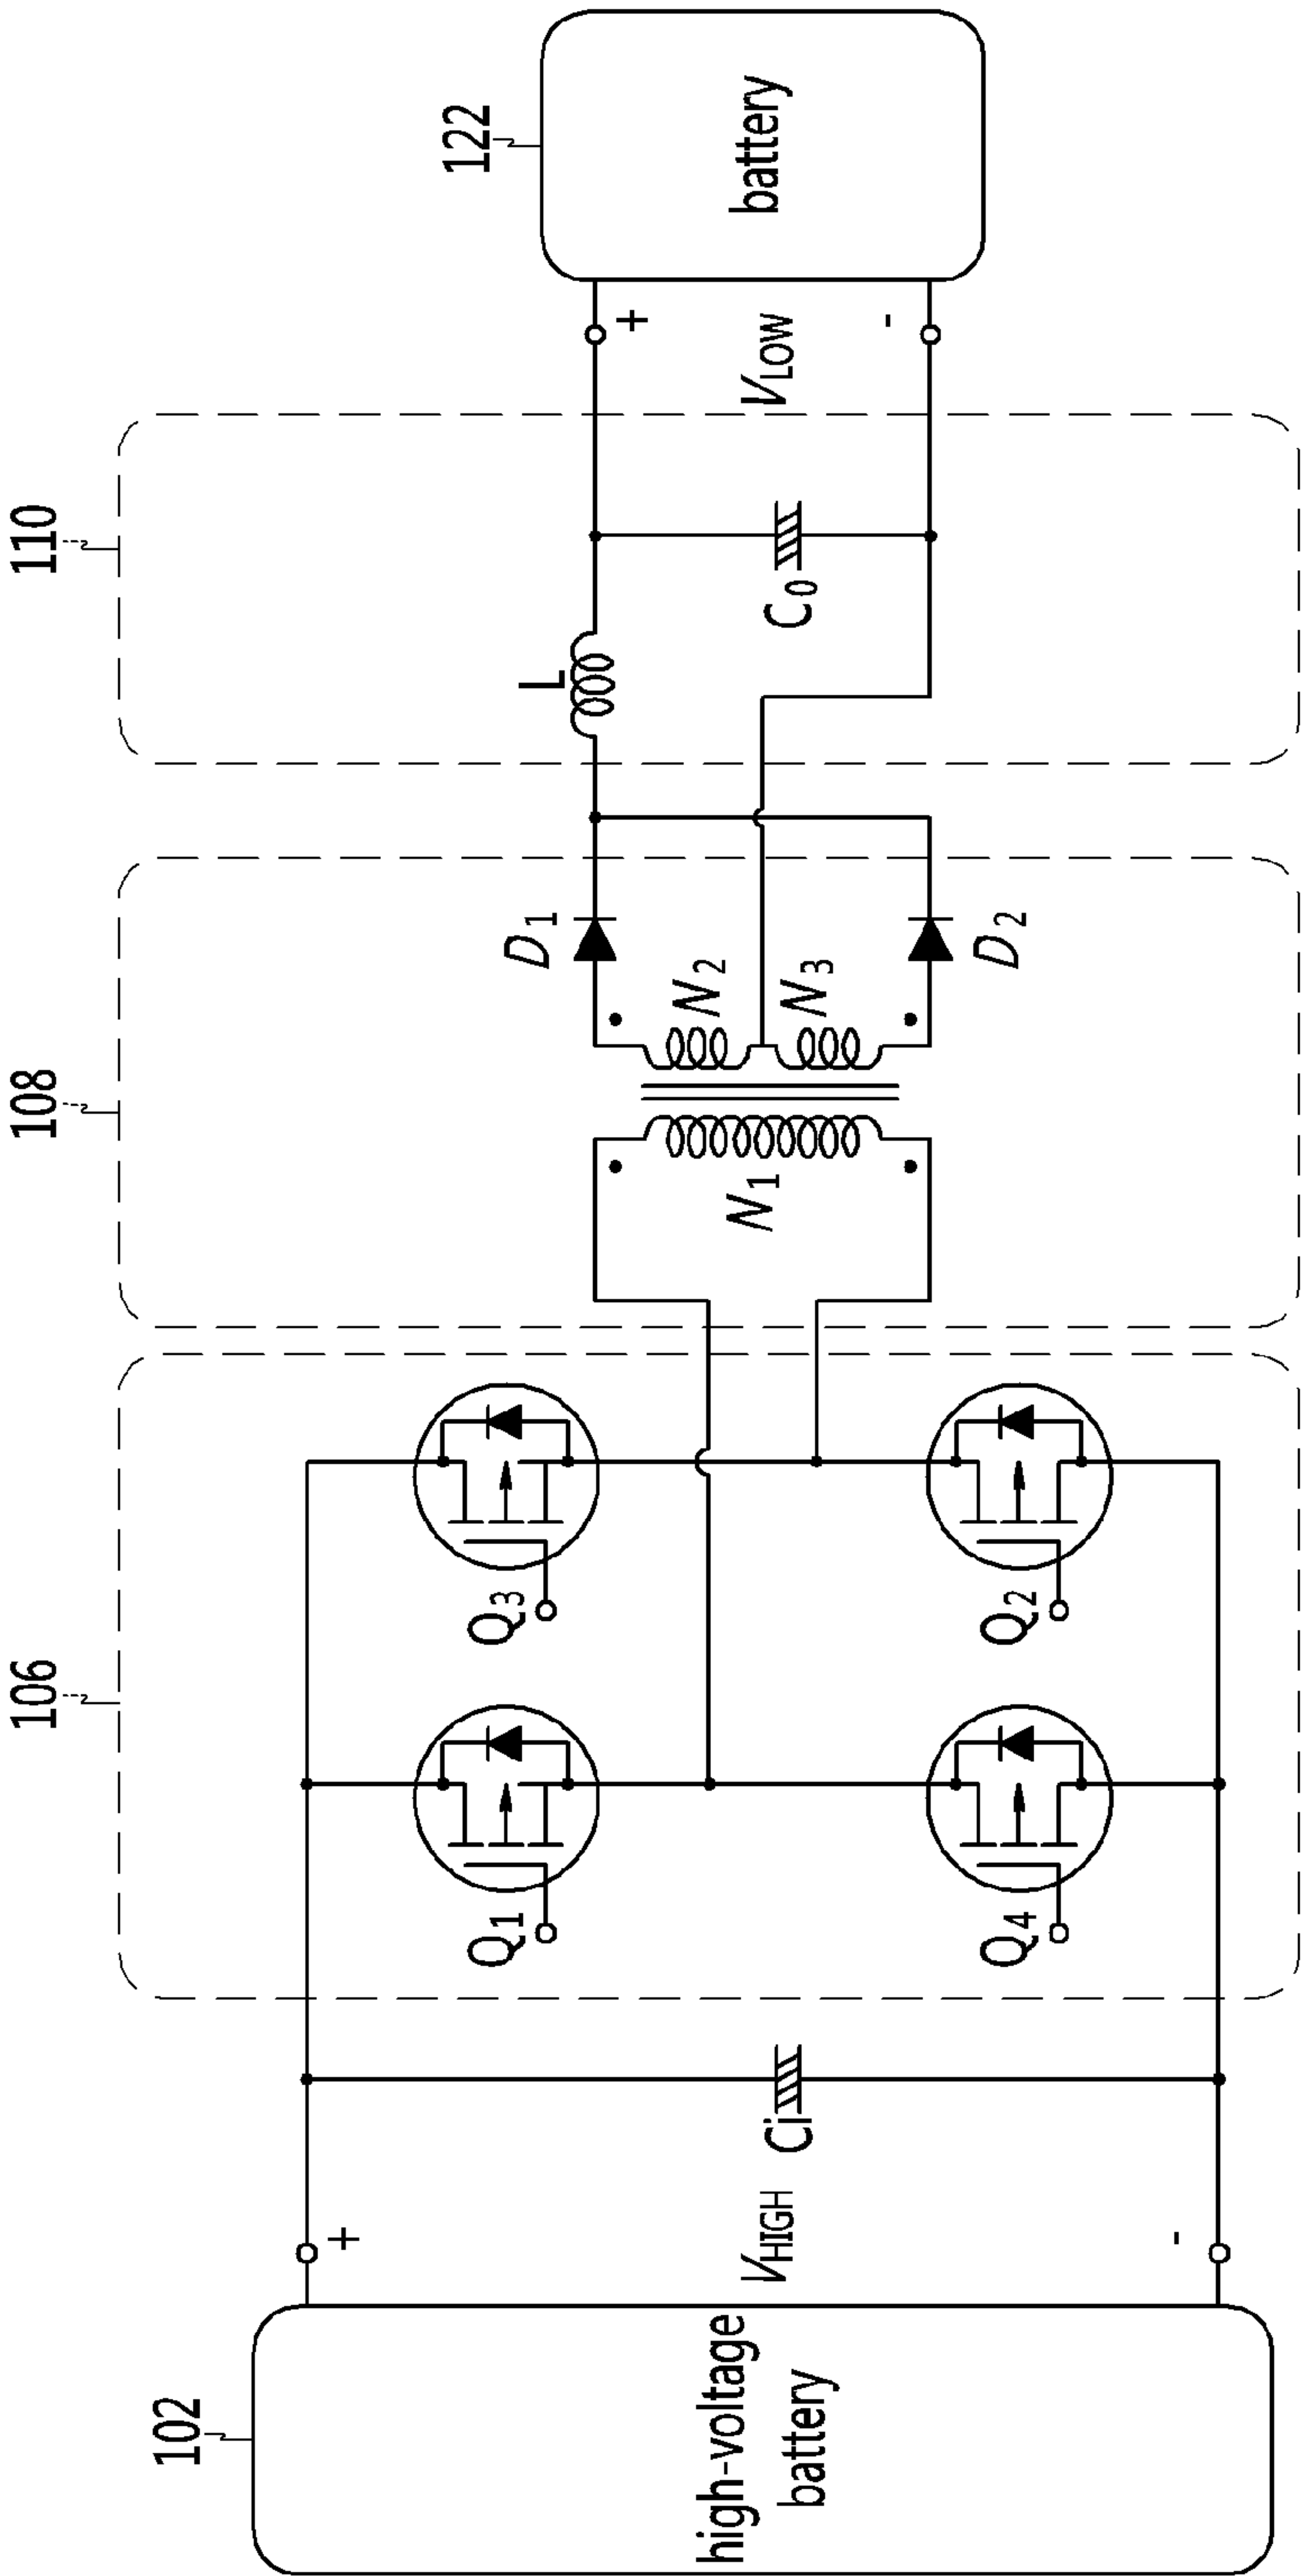 102
106
108
110
122
high-voltage
battery
+
-
VHIGH
Ci
Q1
Q3
Q4
Q2
N1
N2
N3
D1
D2
L
C0
+
VLOW
-
battery